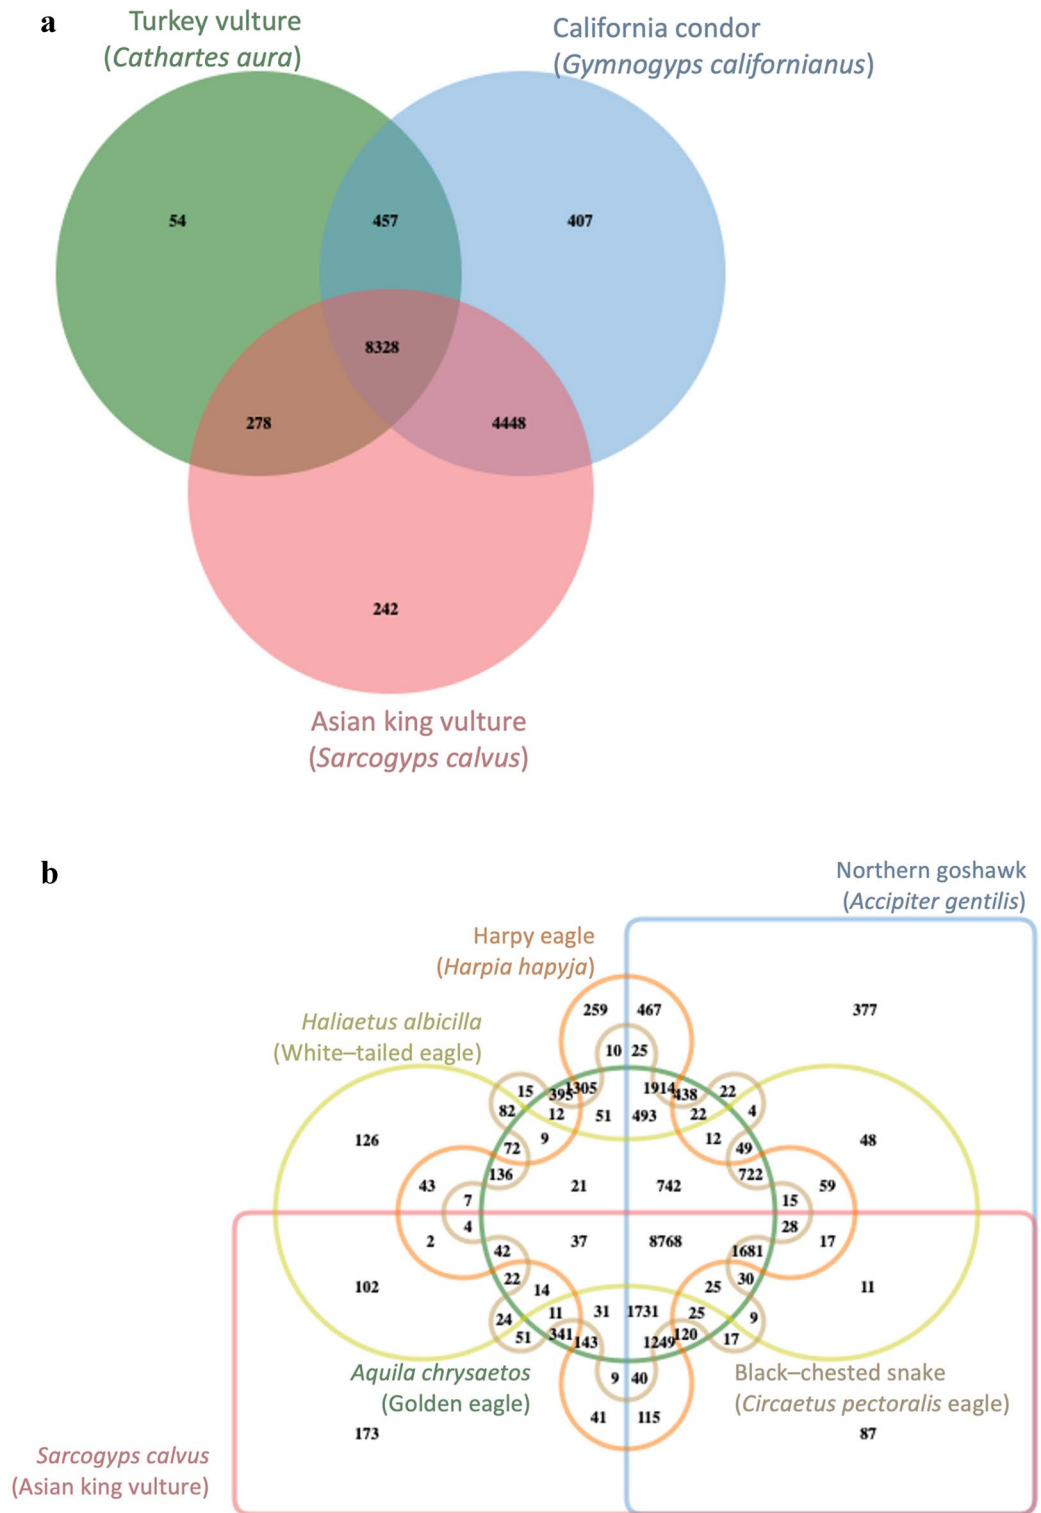 a
Turkey vulture
(Cathartes aura)
California condor
(Gymnogyps californianus)
54
457
407
8328
278
4448
242
Asian king vulture
(Sarcogyps calvus)
b
Northern goshawk
(Accipiter gentilis)
Harpy eagle
(Harpia hapyja)
Haliaetus albicilla
(White–tailed eagle)
259 467 377
10 25
15 395 1305 1914 438 22
82 12 51 493 22 4
126 9 12 49 48
72
136 722
43 21 742 59
7 15
4 28
2 37 8768 17
42 1681
22 30
102 14 25 11
24 11 31 1731 25 9
51 341 143 1249 120 17
Aquila chrysaetos
(Golden eagle)
9 40
Black–chested snake
(Circaetus pectoralis eagle)
41 115
173 87
Sarcogyps calvus
(Asian king vulture)